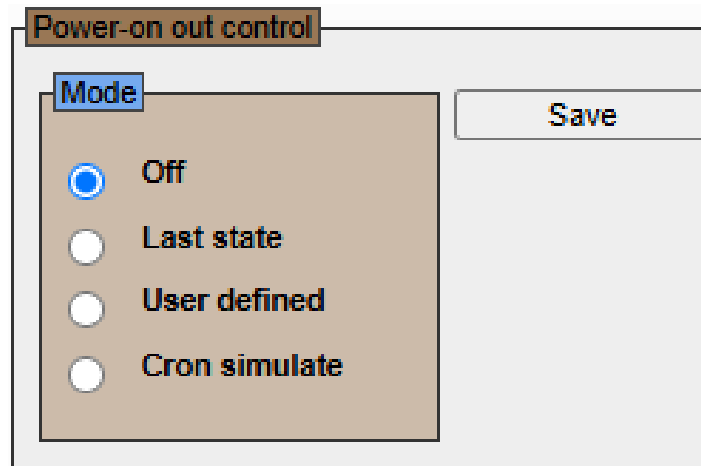 Power-on out control
Mode
Save
Off
Last state
User defined
Cron simulate